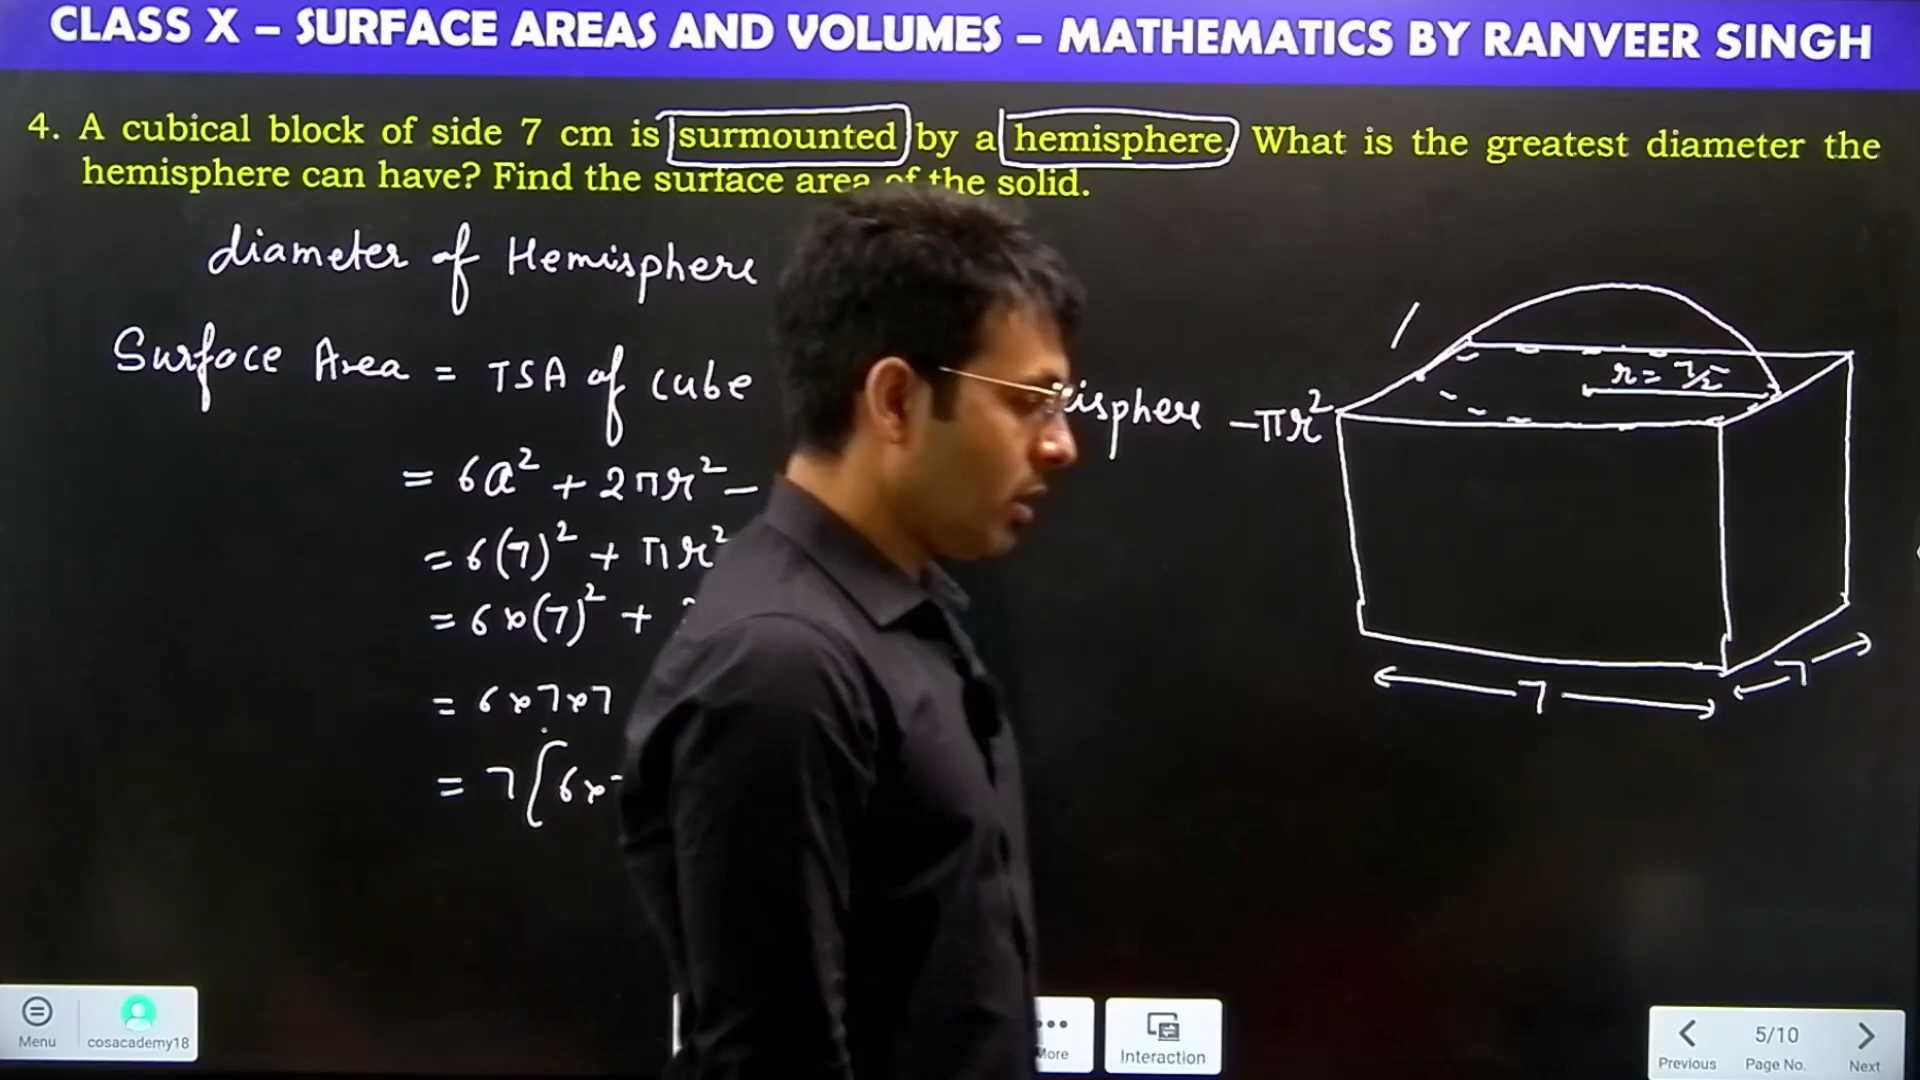 CLASS X – SURFACE AREAS AND VOLUMES – MATHEMATICS BY RANVEER SINGH
4. A cubical block of side 7 cm is surmounted by a hemisphere. What is the greatest diameter the
hemisphere can have? Find the surface area of the solid.
diameter of Hemisphere
Surface Area = TSA of cube isphere - πr²
= 6a² + 2πr² -
= 6(7)² + πr²
= 6×(7)² +
= 6×7×7
= 7(6×
r = 7/2
7
7
Menu
cosacademy18
More
Interaction
Previous
5/10
Page No.
Next